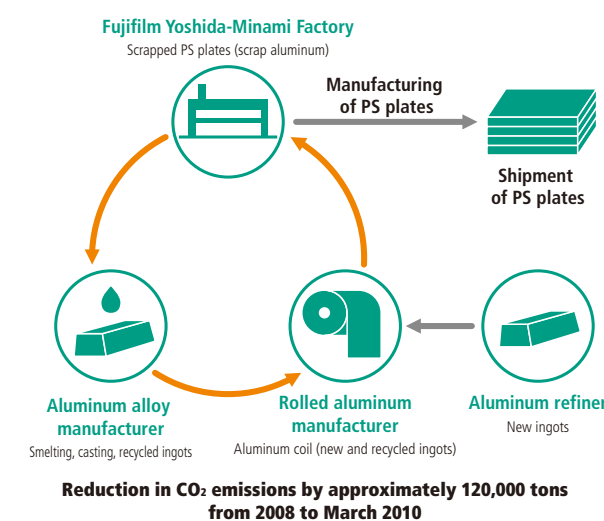 Fujifilm Yoshida-Minami Factory
Scrapped PS plates (scrap aluminum)
Manufacturing
of PS plates
Shipment
of PS plates
Aluminum alloy
manufacturer
Smelting, casting, recycled ingots
Rolled aluminum
manufacturer
Aluminum coil (new and recycled ingots)
Aluminum refiner
New ingots
Reduction in CO₂ emissions by approximately 120,000 tons
from 2008 to March 2010